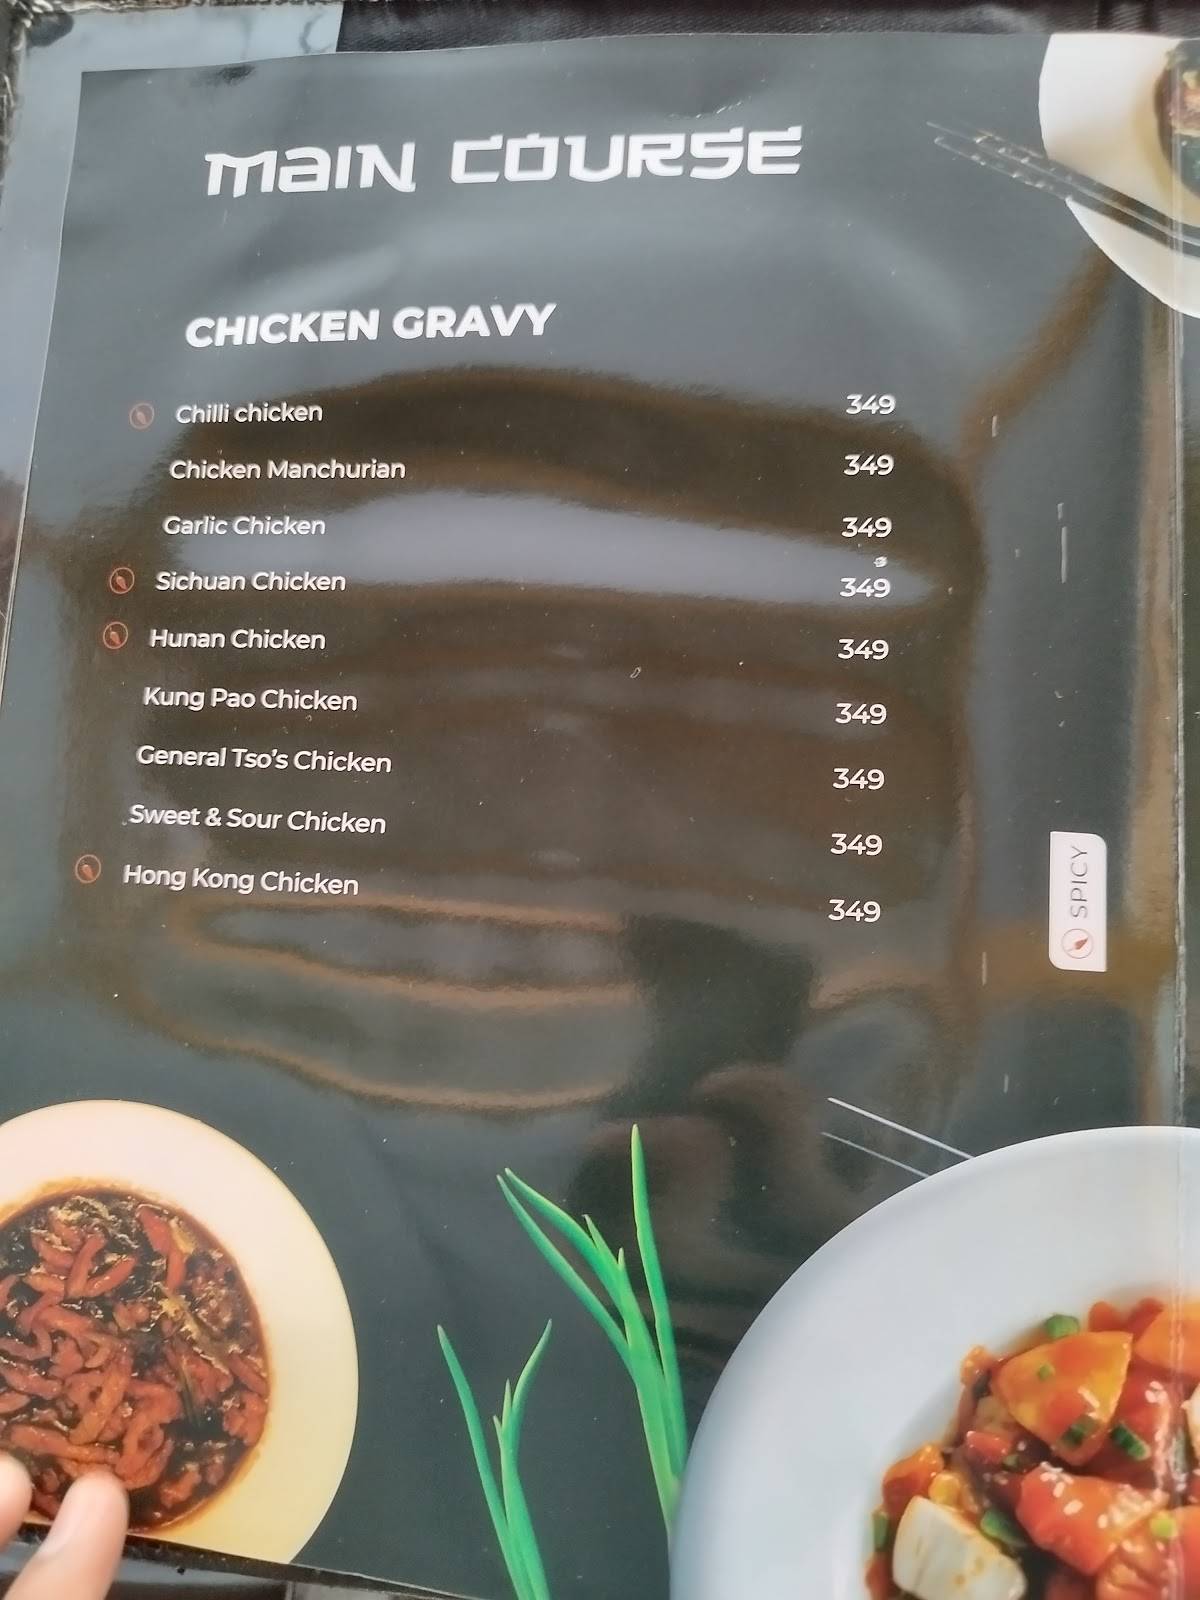 MAIN COURSE
CHICKEN GRAVY
Chilli chicken 349
Chicken Manchurian 349
Garlic Chicken 349
Sichuan Chicken 349
Hunan Chicken 349
Kung Pao Chicken 349
General Tso's Chicken 349
Sweet & Sour Chicken 349
Hong Kong Chicken 349
SPICY